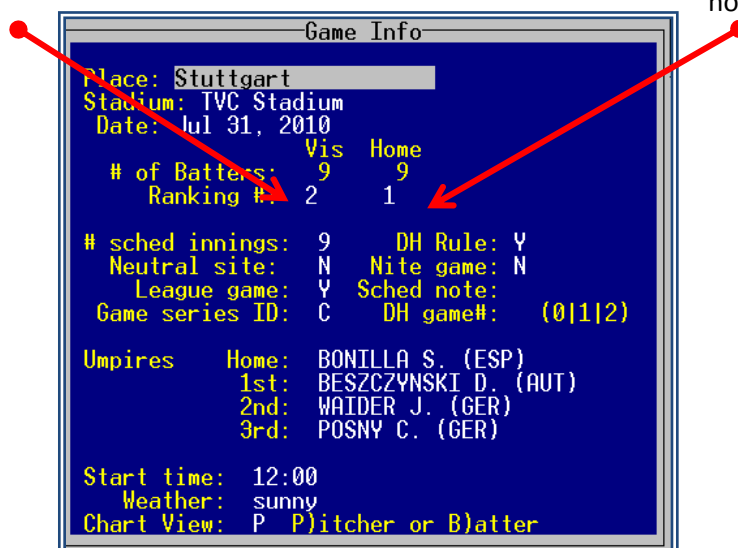 no
Game Info
Place: Stuttgart
Stadium: TVC Stadium
Date: Jul 31, 2010
Vis Home
# of Batters: 9 9
Ranking #: 2 1
# sched innings: 9 DH Rule: Y
Neutral site: N Nite game: N
League game: Y Sched note:
Game series ID: C DH game#: (0|1|2)
Umpires Home: BONILLA S. (ESP)
1st: BESZCZYNSKI D. (AUT)
2nd: WAIDER J. (GER)
3rd: POSNY C. (GER)
Start time: 12:00
Weather: sunny
Chart View: P P)itcher or B)atter